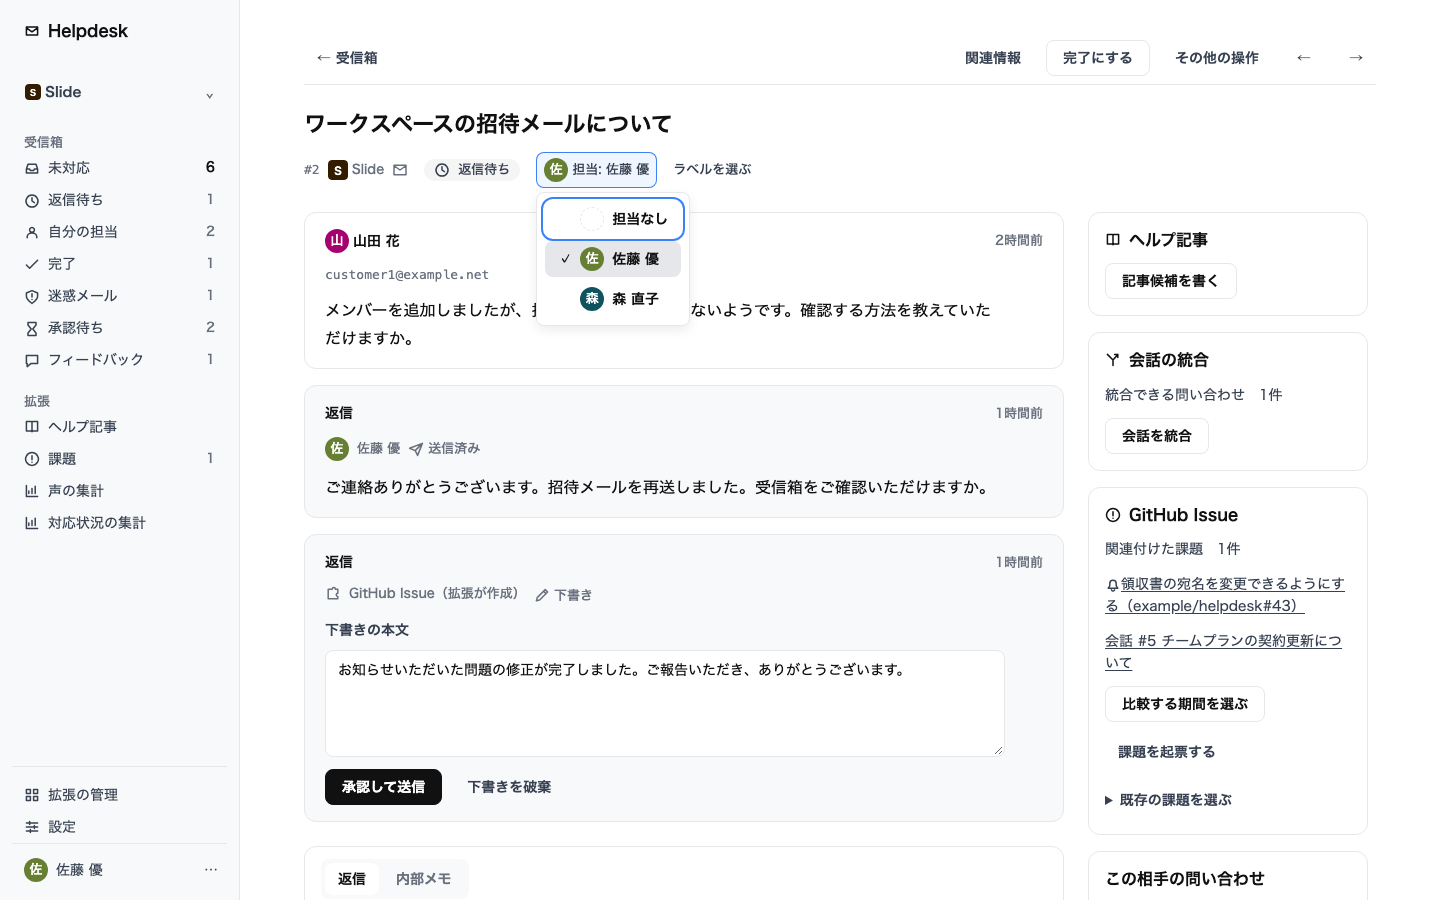 Helpdesk
S Slide
受信箱
未対応 6
返信待ち 1
自分の担当 2
完了 1
迷惑メール 1
承認待ち 2
フィードバック 1
拡張
ヘルプ記事
課題 1
声の集計
対応状況の集計
拡張の管理
設定
佐 佐藤 優 …
← 受信箱
関連情報
完了にする
その他の操作
←
→
ワークスペースの招待メールについて
#2 S Slide 返信待ち 佐 担当: 佐藤 優 ラベルを選ぶ
担当なし
✓ 佐 佐藤 優
森 森 直子
山 山田 花 2時間前
customer1@example.net
メンバーを追加しましたが、
ないようです。確認する方法を教えていた
だけますか。
返信 1時間前
佐 佐藤 優 送信済み
ご連絡ありがとうございます。招待メールを再送しました。受信箱をご確認いただけますか。
返信 1時間前
GitHub Issue（拡張が作成） 下書き
下書きの本文
お知らせいただいた問題の修正が完了しました。ご報告いただき、ありがとうございます。
承認して送信 下書きを破棄
返信 内部メモ
ヘルプ記事
記事候補を書く
会話の統合
統合できる問い合わせ 1件
会話を統合
GitHub Issue
関連付けた課題 1件
領収書の宛名を変更できるようにす
る（example/helpdesk#43）
会話 #5 チームプランの契約更新につ
いて
比較する期間を選ぶ
課題を起票する
▶ 既存の課題を選ぶ
この相手の問い合わせ